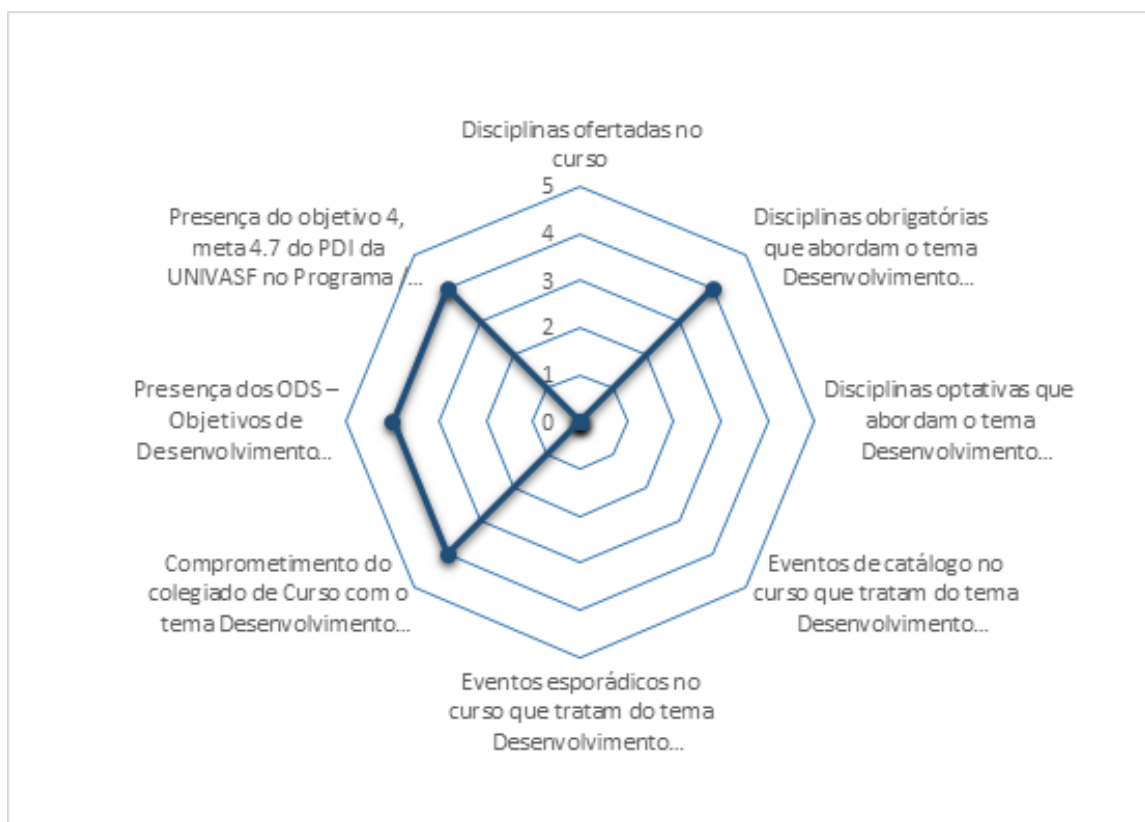 Disciplinas ofertadas no
curso
5
4
3
2
1
0
Disciplinas obrigatórias
que abordam o tema
Desenvolvimento...
Disciplinas optativas que
abordam o tema
Desenvolvimento...
Eventos de catálogo no
curso que tratam do tema
Desenvolvimento...
Eventos esporádicos no
curso que tratam do tema
Desenvolvimento...
Comprometimento do
colegiado de Curso com o
tema Desenvolvimento...
Presença dos ODS –
Objetivos de
Desenvolvimento...
Presença do objetivo 4,
meta 4.7 do PDI da
UNIVASF no Programa /...